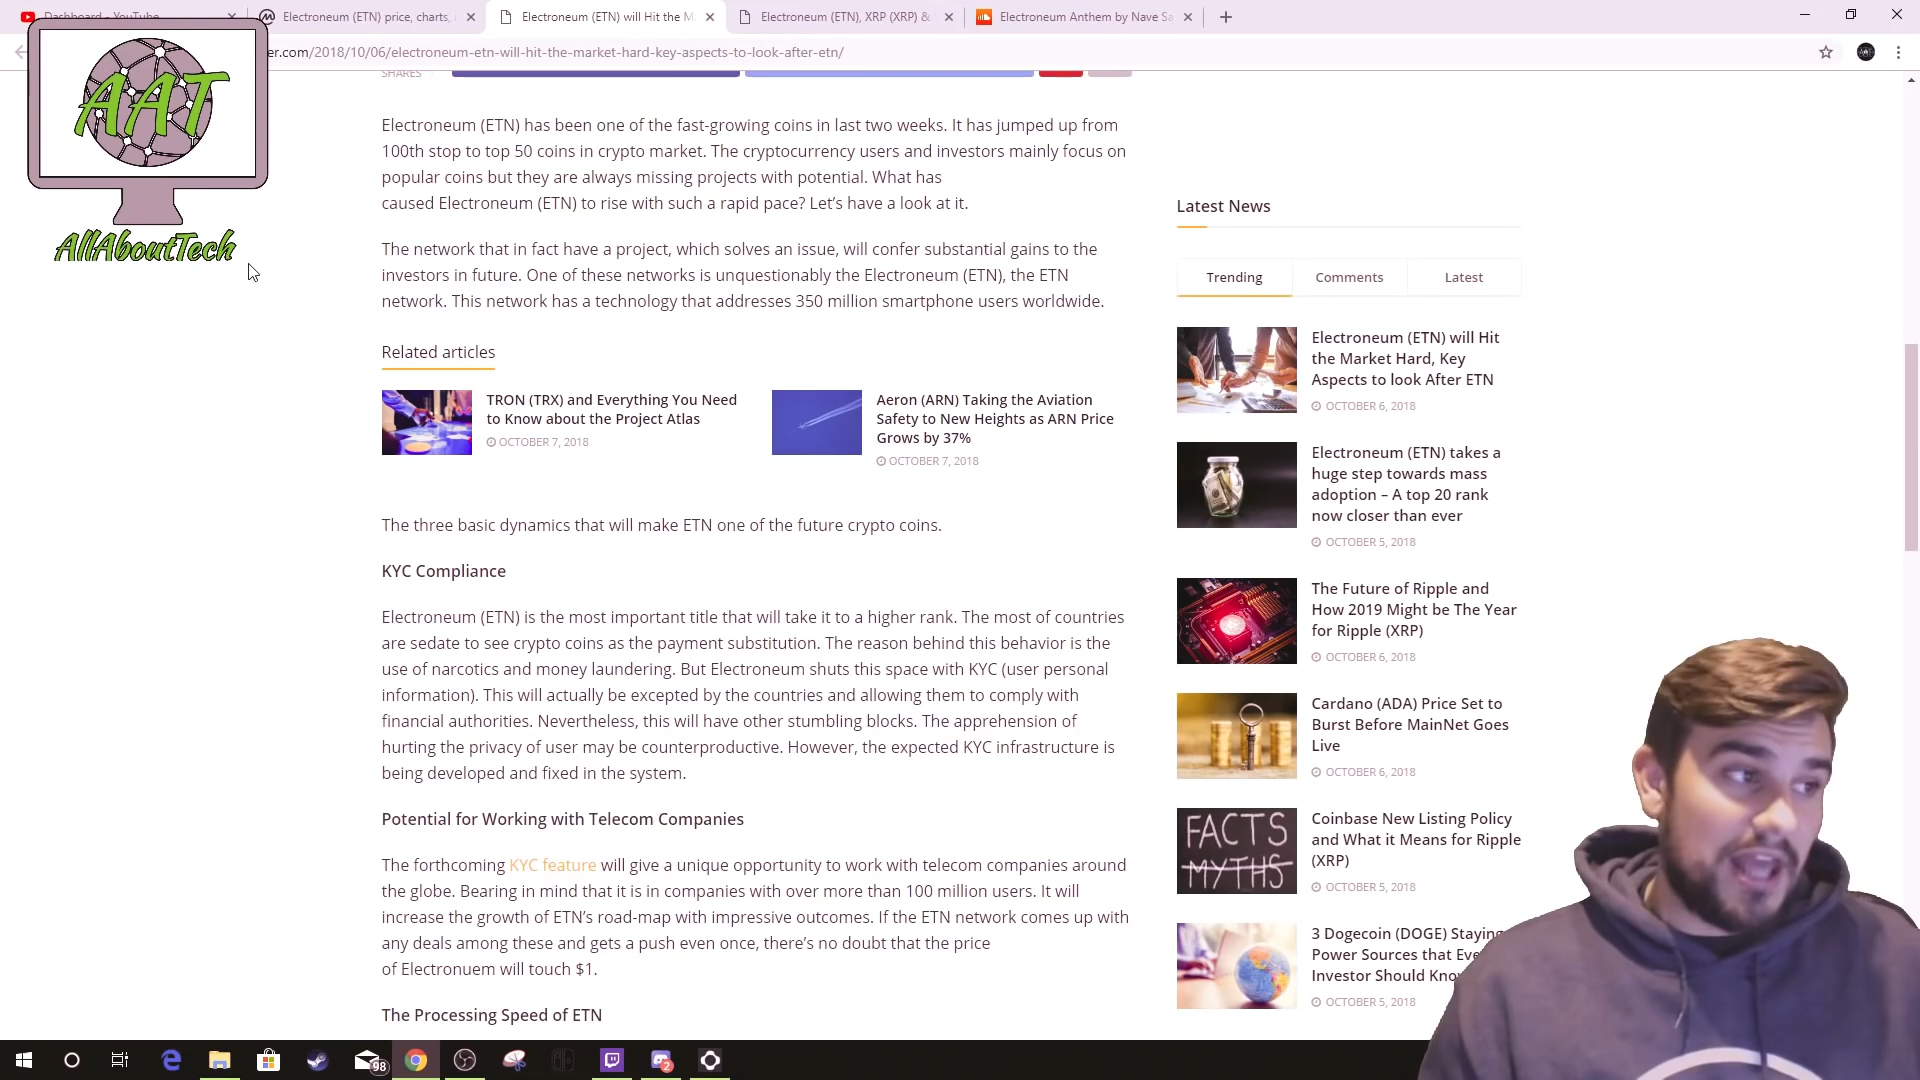 Dashboard - YouTube
Electroneum (ETN) price, charts,
Electroneum (ETN) will Hit the M
Electroneum (ETN), XRP (XRP) &
Electroneum Anthem by Nave Sa
er.com/2018/10/06/electroneum-etn-will-hit-the-market-hard-key-aspects-to-look-after-etn/
AAT
AllAboutTech
SHARES
Electroneum (ETN) has been one of the fast-growing coins in last two weeks. It has jumped up from
100th stop to top 50 coins in crypto market. The cryptocurrency users and investors mainly focus on
popular coins but they are always missing projects with potential. What has
caused Electroneum (ETN) to rise with such a rapid pace? Let's have a look at it.
The network that in fact have a project, which solves an issue, will confer substantial gains to the
investors in future. One of these networks is unquestionably the Electroneum (ETN), the ETN
network. This network has a technology that addresses 350 million smartphone users worldwide.
Related articles
TRON (TRX) and Everything You Need
to Know about the Project Atlas
OCTOBER 7, 2018
Aeron (ARN) Taking the Aviation
Safety to New Heights as ARN Price
Grows by 37%
OCTOBER 7, 2018
The three basic dynamics that will make ETN one of the future crypto coins.
KYC Compliance
Electroneum (ETN) is the most important title that will take it to a higher rank. The most of countries
are sedate to see crypto coins as the payment substitution. The reason behind this behavior is the
use of narcotics and money laundering. But Electroneum shuts this space with KYC (user personal
information). This will actually be excepted by the countries and allowing them to comply with
financial authorities. Nevertheless, this will have other stumbling blocks. The apprehension of
hurting the privacy of user may be counterproductive. However, the expected KYC infrastructure is
being developed and fixed in the system.
Potential for Working with Telecom Companies
The forthcoming KYC feature will give a unique opportunity to work with telecom companies around
the globe. Bearing in mind that it is in companies with over more than 100 million users. It will
increase the growth of ETN's road-map with impressive outcomes. If the ETN network comes up with
any deals among these and gets a push even once, there's no doubt that the price
of Electronuem will touch $1.
The Processing Speed of ETN
Latest News
Trending
Comments
Latest
Electroneum (ETN) will Hit
the Market Hard, Key
Aspects to look After ETN
OCTOBER 6, 2018
Electroneum (ETN) takes a
huge step towards mass
adoption – A top 20 rank
now closer than ever
OCTOBER 5, 2018
The Future of Ripple and
How 2019 Might be The Year
for Ripple (XRP)
OCTOBER 6, 2018
Cardano (ADA) Price Set to
Burst Before MainNet Goes
Live
OCTOBER 6, 2018
FACTS
MYTHS
Coinbase New Listing Policy
and What it Means for Ripple
(XRP)
OCTOBER 5, 2018
3 Dogecoin (DOGE) Staying
Power Sources that Eve
Investor Should Kno
OCTOBER 5, 2018
98
2